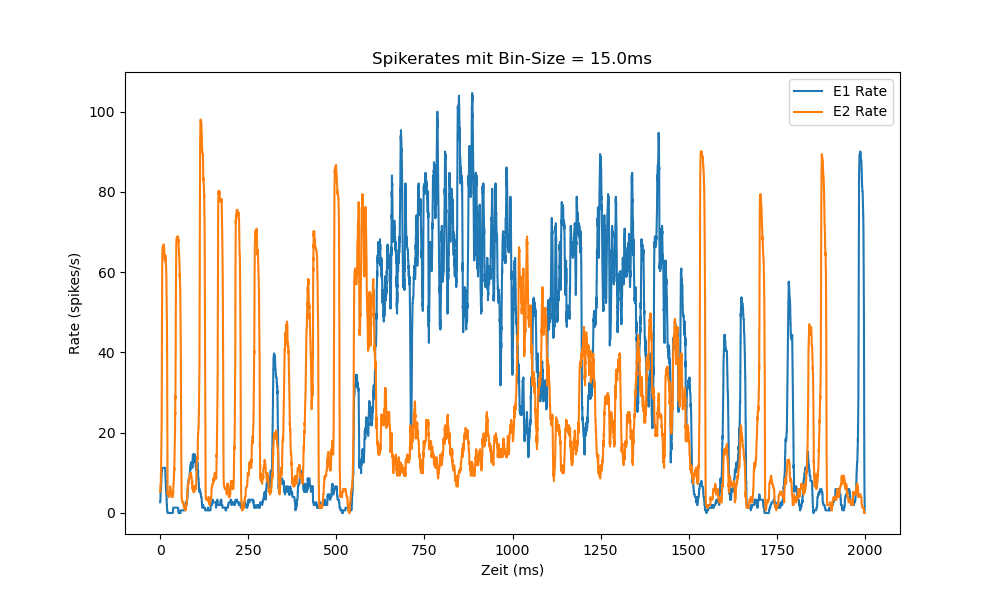 Spikerates mit Bin-Size = 15.0ms
E1 Rate
E2 Rate
Rate (spikes/s)
100
80
60
40
20
0
0 250 500 750 1000 1250 1500 1750 2000
Zeit (ms)